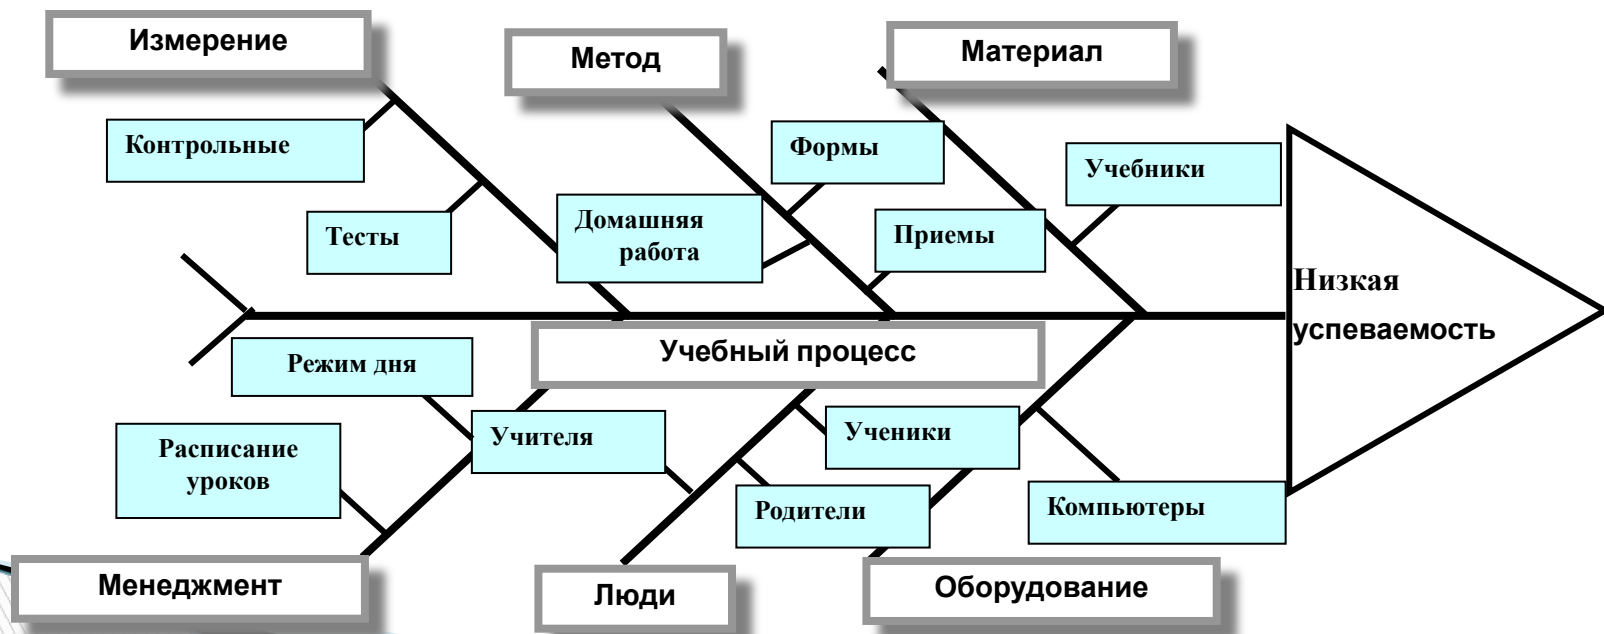 Измерение
Метод
Материал
Контрольные
Формы
Учебники
Тесты
Домашняя
работа
Приемы
Низкая
успеваемость
Учебный процесс
Режим дня
Учителя
Ученики
Расписание
уроков
Родители
Компьютеры
Менеджмент
Люди
Оборудование